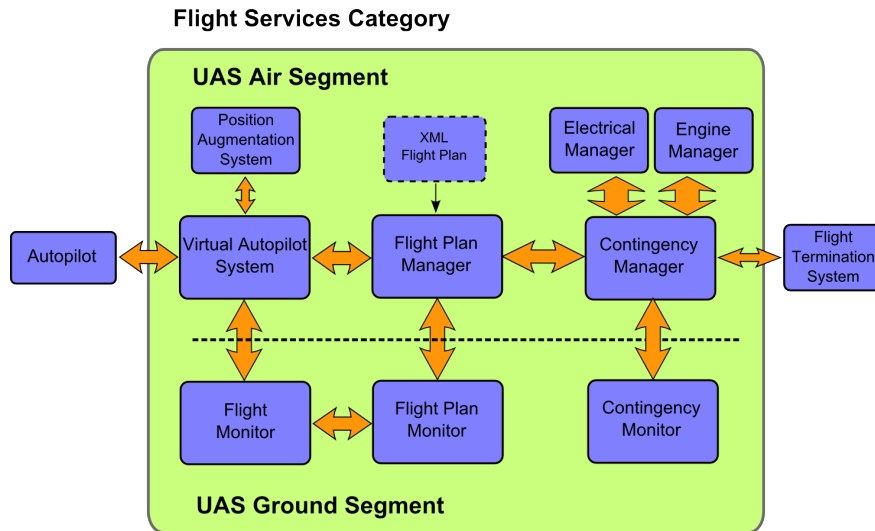 Flight Services Category
UAS Air Segment
Position
Augmentation
System
XML
Flight Plan
Electrical
Manager
Engine
Manager
Autopilot
Virtual Autopilot
System
Flight Plan
Manager
Contingency
Manager
Flight
Termination
System
Flight
Monitor
Flight Plan
Monitor
Contingency
Monitor
UAS Ground Segment